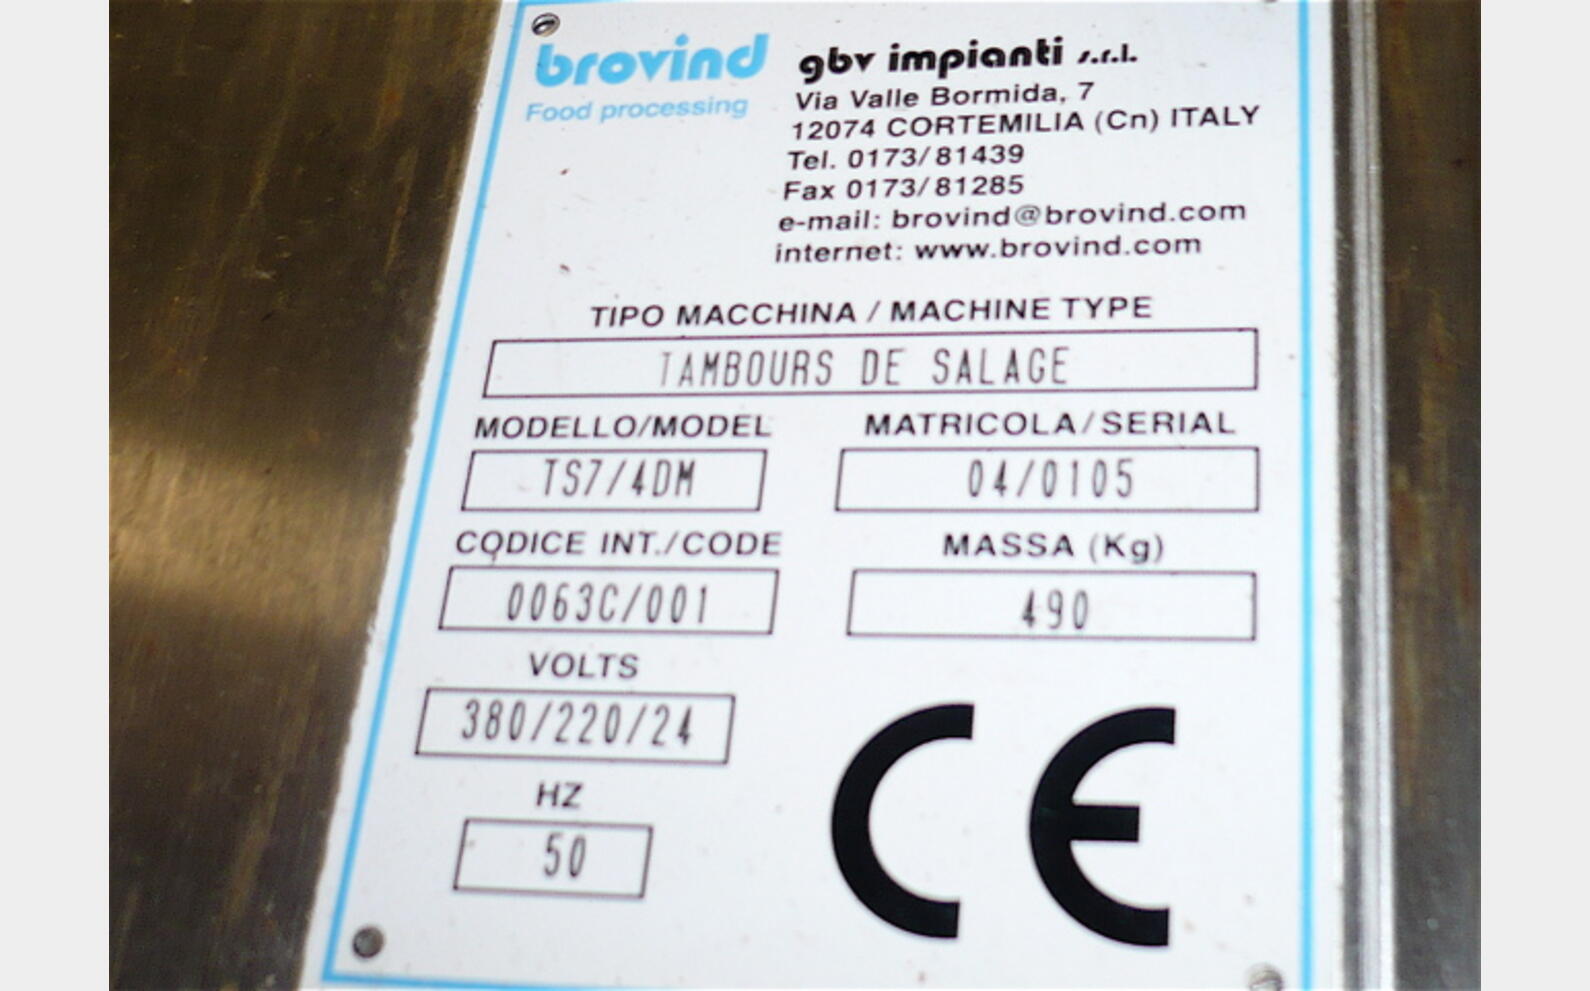 brovind
Food processing
gbv impianti s.r.l.
Via Valle Bormida, 7
12074 CORTEMILIA (Cn) ITALY
Tel. 0173/81439
Fax 0173/81285
e-mail: brovind@brovind.com
internet: www.brovind.com
TIPO MACCHINA / MACHINE TYPE
TAMBOURS DE SALAGE
MODELLO/MODEL
TS7/4DM
MATRICOLA/SERIAL
04/0105
CODICE INT./CODE
0063C/001
MASSA (Kg)
490
VOLTS
380/220/24
HZ
50
CE